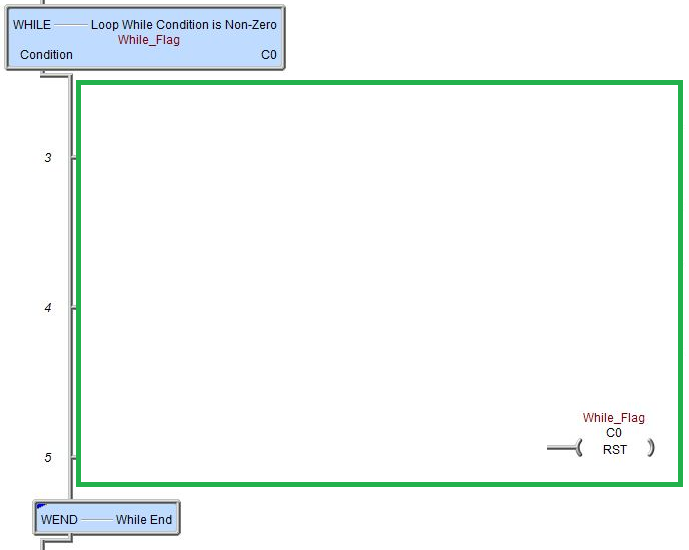 WHILE Loop While Condition is Non-Zero
While_Flag
Condition C0
3
4
While_Flag
C0
RST
5
WEND While End